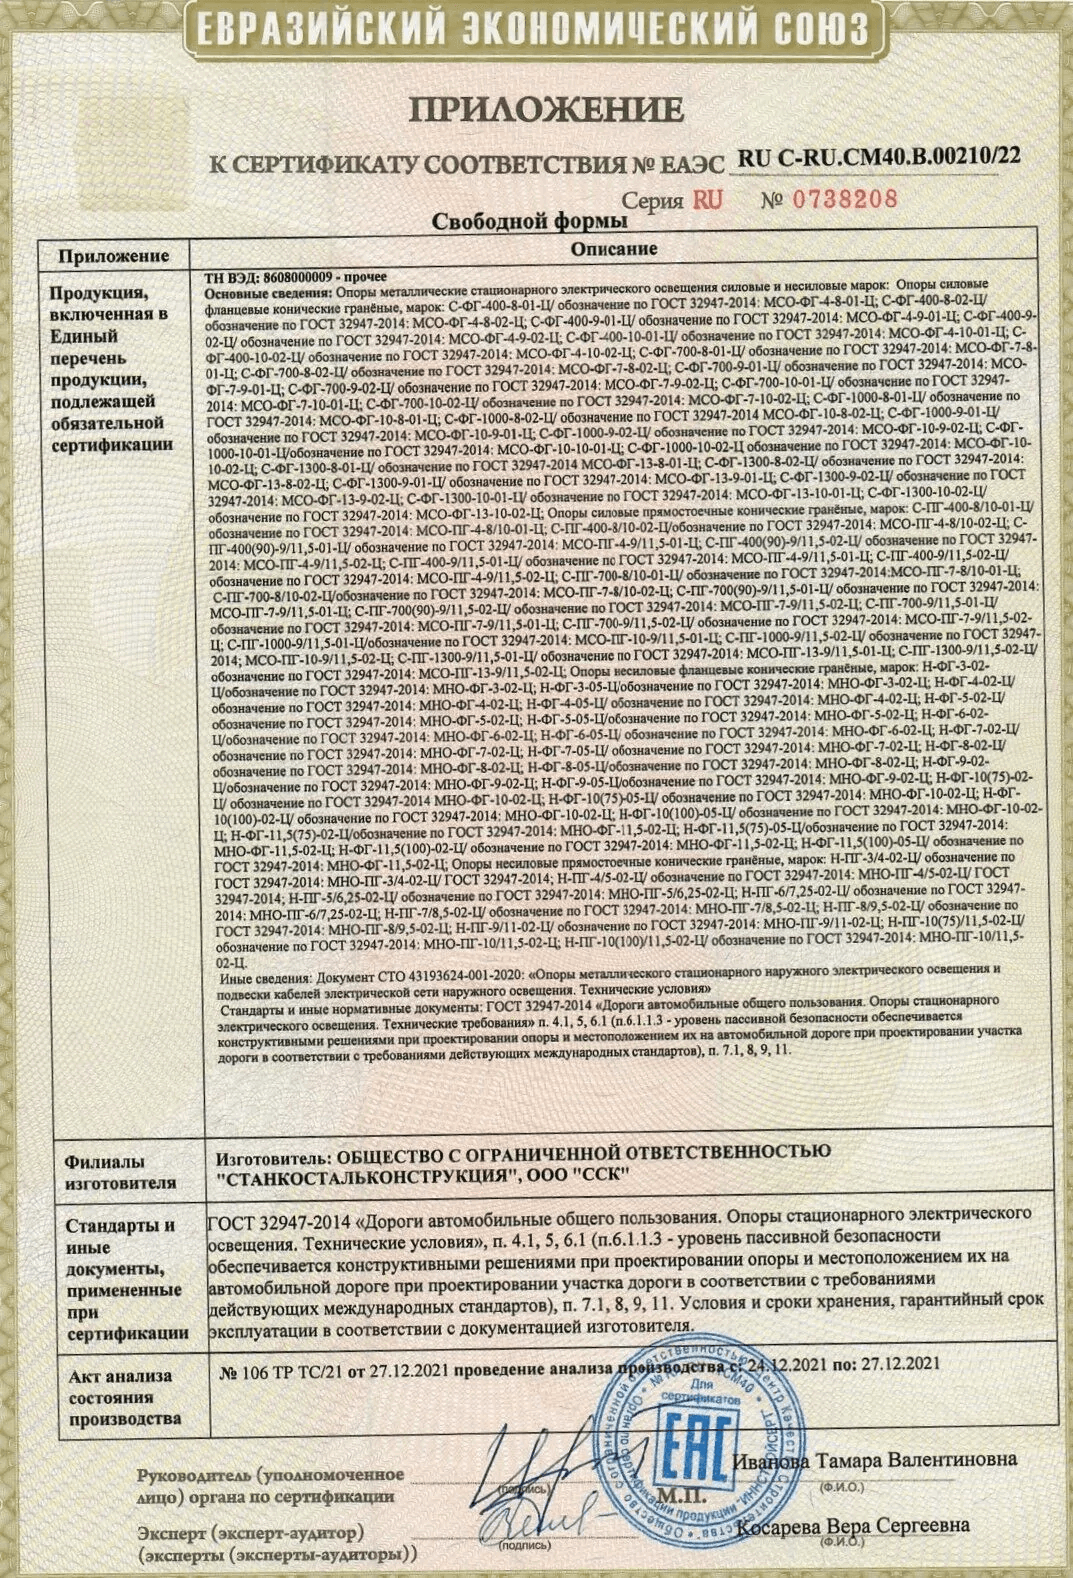 ЕВРАЗИЙСКИЙ ЭКОНОМИЧЕСКИЙ СОЮЗ
ПРИЛОЖЕНИЕ
К СЕРТИФИКАТУ СООТВЕТСТВИЯ № ЕАЭС RU C-RU.СМ40.В.00210/22
Серия RU № 0738208
Свободной формы
Приложение Описание
Продукция,
включенная в
Единый
перечень
продукции,
подлежащей
обязательной
сертификации
ТН ВЭД: 8608000009 - прочее
Основные сведения: Опоры металлические стационарного электрического освещения силовые и несиловые марок: Опоры силовые
фланцевые конические гранёные, марок: С-ФГ-400-8-01-Ц/ обозначение по ГОСТ 32947-2014: МСО-ФГ-4-8-01-Ц; С-ФГ-400-8-02-Ц/
обозначение по ГОСТ 32947-2014: МСО-ФГ-4-8-02-Ц; С-ФГ-400-9-01-Ц/ обозначение по ГОСТ 32947-2014: МСО-ФГ-4-9-01-Ц; С-ФГ-400-9-
02-Ц/ обозначение по ГОСТ 32947-2014: МСО-ФГ-4-9-02-Ц; С-ФГ-400-10-01-Ц/ обозначение по ГОСТ 32947-2014: МСО-ФГ-4-10-01-Ц; С-
ФГ-400-10-02-Ц/ обозначение по ГОСТ 32947-2014: МСО-ФГ-4-10-02-Ц; С-ФГ-700-8-01-Ц/ обозначение по ГОСТ 32947-2014: МСО-ФГ-7-8-
01-Ц; С-ФГ-700-8-02-Ц/ обозначение по ГОСТ 32947-2014: МСО-ФГ-7-8-02-Ц; С-ФГ-700-9-01-Ц/ обозначение по ГОСТ 32947-2014: МСО-
ФГ-7-9-01-Ц; С-ФГ-700-9-02-Ц/ обозначение по ГОСТ 32947-2014: МСО-ФГ-7-9-02-Ц; С-ФГ-700-10-01-Ц/ обозначение по ГОСТ 32947-
2014: МСО-ФГ-7-10-01-Ц; С-ФГ-700-10-02-Ц/ обозначение по ГОСТ 32947-2014: МСО-ФГ-7-10-02-Ц; С-ФГ-1000-8-01-Ц/ обозначение по
ГОСТ 32947-2014: МСО-ФГ-10-8-01-Ц; С-ФГ-1000-8-02-Ц/ обозначение по ГОСТ 32947-2014 МСО-ФГ-10-8-02-Ц; С-ФГ-1000-9-01-Ц/
обозначение по ГОСТ 32947-2014: МСО-ФГ-10-9-01-Ц; С-ФГ-1000-9-02-Ц/ обозначение по ГОСТ 32947-2014: МСО-ФГ-10-9-02-Ц; С-ФГ-
1000-10-01-Ц/обозначение по ГОСТ 32947-2014: МСО-ФГ-10-10-01-Ц; С-ФГ-1000-10-02-Ц обозначение по ГОСТ 32947-2014: МСО-ФГ-10-
10-02-Ц; С-ФГ-1300-8-01-Ц/ обозначение по ГОСТ 32947-2014 МСО-ФГ-13-8-01-Ц; С-ФГ-1300-8-02-Ц/ обозначение по ГОСТ 32947-2014:
МСО-ФГ-13-8-02-Ц; С-ФГ-1300-9-01-Ц/ обозначение по ГОСТ 32947-2014: МСО-ФГ-13-9-01-Ц; С-ФГ-1300-9-02-Ц/ обозначение по ГОСТ
32947-2014: МСО-ФГ-13-9-02-Ц; С-ФГ-1300-10-01-Ц/ обозначение по ГОСТ 32947-2014: МСО-ФГ-13-10-01-Ц; С-ФГ-1300-10-02-Ц/
обозначение по ГОСТ 32947-2014: МСО-ФГ-13-10-02-Ц; Опоры силовые прямостоечные конические гранёные, марок: С-ПГ-400-8/10-01-Ц/
обозначение по ГОСТ 32947-2014: МСО-ПГ-4-8/10-01-Ц; С-ПГ-400-8/10-02-Ц/обозначение по ГОСТ 32947-2014: МСО-ПГ-4-8/10-02-Ц; С-
ПГ-400(90)-9/11,5-01-Ц/ обозначение по ГОСТ 32947-2014: МСО-ПГ-4-9/11,5-01-Ц; С-ПГ-400(90)-9/11,5-02-Ц/ обозначение по ГОСТ 32947-
2014: МСО-ПГ-4-9/11,5-02-Ц; С-ПГ-400-9/11,5-01-Ц/ обозначение по ГОСТ 32947-2014: МСО-ПГ-4-9/11,5-01-Ц; С-ПГ-400-9/11,5-02-Ц/
обозначение по ГОСТ 32947-2014: МСО-ПГ-4-9/11,5-02-Ц; С-ПГ-700-8/10-01-Ц/ обозначение по ГОСТ 32947-2014:МСО-ПГ-7-8/10-01-Ц;
С-ПГ-700-8/10-02-Ц/обозначение по ГОСТ 32947-2014: МСО-ПГ-7-8/10-02-Ц; С-ПГ-700(90)-9/11,5-01-Ц/ обозначение по ГОСТ 32947-2014:
МСО-ПГ-7-9/11,5-01-Ц; С-ПГ-700(90)-9/11,5-02-Ц/ обозначение по ГОСТ 32947-2014: МСО-ПГ-7-9/11,5-02-Ц; С-ПГ-700-9/11,5-01-Ц/
обозначение по ГОСТ 32947-2014: МСО-ПГ-7-9/11,5-01-Ц; С-ПГ-700-9/11,5-02-Ц/ обозначение по ГОСТ 32947-2014: МСО-ПГ-7-9/11,5-02-
Ц; С-ПГ-1000-9/11,5-01-Ц/обозначение по ГОСТ 32947-2014: МСО-ПГ-10-9/11,5-01-Ц; С-ПГ-1000-9/11,5-02-Ц/ обозначение по ГОСТ 32947-
2014; МСО-ПГ-10-9/11,5-02-Ц; С-ПГ-1300-9/11,5-01-Ц/ обозначение по ГОСТ 32947-2014: МСО-ПГ-13-9/11,5-01-Ц; С-ПГ-1300-9/11,5-02-Ц/
обозначение по ГОСТ 32947-2014: МСО-ПГ-13-9/11,5-02-Ц; Опоры несиловые фланцевые конические гранёные, марок: Н-ФГ-3-02-
Ц/обозначение по ГОСТ 32947-2014: МНО-ФГ-3-02-Ц; Н-ФГ-3-05-Ц/обозначение по ГОСТ 32947-2014: МНО-ФГ-3-02-Ц; Н-ФГ-4-02-Ц/
обозначение по ГОСТ 32947-2014: МНО-ФГ-4-02-Ц; Н-ФГ-4-05-Ц/ обозначение по ГОСТ 32947-2014: МНО-ФГ-4-02-Ц; Н-ФГ-5-02-Ц/
обозначение по ГОСТ 32947-2014: МНО-ФГ-5-02-Ц; Н-ФГ-5-05-Ц/обозначение по ГОСТ 32947-2014: МНО-ФГ-5-02-Ц; Н-ФГ-6-02-
Ц/обозначение по ГОСТ 32947-2014: МНО-ФГ-6-02-Ц; Н-ФГ-6-05-Ц/ обозначение по ГОСТ 32947-2014: МНО-ФГ-6-02-Ц; Н-ФГ-7-02-Ц/
обозначение по ГОСТ 32947-2014: МНО-ФГ-7-02-Ц; Н-ФГ-7-05-Ц/ обозначение по ГОСТ 32947-2014: МНО-ФГ-7-02-Ц; Н-ФГ-8-02-Ц/
обозначение по ГОСТ 32947-2014: МНО-ФГ-8-02-Ц; Н-ФГ-8-05-Ц/обозначение по ГОСТ 32947-2014: МНО-ФГ-8-02-Ц; Н-ФГ-9-02-
Ц/обозначение по ГОСТ 32947-2014: МНО-ФГ-9-02-Ц; Н-ФГ-9-05-Ц/обозначение по ГОСТ 32947-2014: МНО-ФГ-9-02-Ц; Н-ФГ-10(75)-02-
Ц/ обозначение по ГОСТ 32947-2014 МНО-ФГ-10-02-Ц; Н-ФГ-10(75)-05-Ц/ обозначение по ГОСТ 32947-2014: МНО-ФГ-10-02-Ц; Н-ФГ-
10(100)-02-Ц/ обозначение по ГОСТ 32947-2014: МНО-ФГ-10-02-Ц; Н-ФГ-10(100)-05-Ц/ обозначение по ГОСТ 32947-2014: МНО-ФГ-10-02-
Ц; Н-ФГ-11,5(75)-02-Ц/обозначение по ГОСТ 32947-2014: МНО-ФГ-11,5-02-Ц; Н-ФГ-11,5(75)-05-Ц/обозначение по ГОСТ 32947-2014:
МНО-ФГ-11,5-02-Ц; Н-ФГ-11,5(100)-02-Ц/ обозначение по ГОСТ 32947-2014: МНО-ФГ-11,5-02-Ц; Н-ФГ-11,5(100)-05-Ц/ обозначение по
ГОСТ 32947-2014: МНО-ФГ-11,5-02-Ц; Опоры несиловые прямостоечные конические гранёные, марок: Н-ПГ-3/4-02-Ц/ обозначение по
ГОСТ 32947-2014: МНО-ПГ-3/4-02-Ц/ ГОСТ 32947-2014; Н-ПГ-4/5-02-Ц/ обозначение по ГОСТ 32947-2014: МНО-ПГ-4/5-02-Ц/ ГОСТ
32947-2014; Н-ПГ-5/6,25-02-Ц/ обозначение по ГОСТ 32947-2014: МНО-ПГ-5/6,25-02-Ц; Н-ПГ-6/7,25-02-Ц/ обозначение по ГОСТ 32947-
2014: МНО-ПГ-6/7,25-02-Ц; Н-ПГ-7/8,5-02-Ц/ обозначение по ГОСТ 32947-2014: МНО-ПГ-7/8,5-02-Ц; Н-ПГ-8/9,5-02-Ц/ обозначение по
ГОСТ 32947-2014: МНО-ПГ-8/9,5-02-Ц; Н-ПГ-9/11-02-Ц/ обозначение по ГОСТ 32947-2014: МНО-ПГ-9/11-02-Ц; Н-ПГ-10(75)/11,5-02-Ц/
обозначение по ГОСТ 32947-2014: МНО-ПГ-10/11,5-02-Ц; Н-ПГ-10(100)/11,5-02-Ц/ обозначение по ГОСТ 32947-2014: МНО-ПГ-10/11,5-
02-Ц.
Иные сведения: Документ СТО 43193624-001-2020: «Опоры металлического стационарного наружного электрического освещения и
подвески кабелей электрической сети наружного освещения. Технические условия»
Стандарты и иные нормативные документы: ГОСТ 32947-2014 «Дороги автомобильные общего пользования. Опоры стационарного
электрического освещения. Технические требования» п. 4.1, 5, 6.1 (п.6.1.1.3 - уровень пассивной безопасности обеспечивается
конструктивными решениями при проектировании опоры и местоположением их на автомобильной дороге при проектировании участка
дороги в соответствии с требованиями действующих международных стандартов), п. 7.1, 8, 9, 11.
Филиалы
изготовителя
Изготовитель: ОБЩЕСТВО С ОГРАНИЧЕННОЙ ОТВЕТСТВЕННОСТЬЮ
"СТАНКОСТАЛЬКОНСТРУКЦИЯ", ООО "ССК"
Стандарты и
иные
документы,
примененные
при
сертификации
ГОСТ 32947-2014 «Дороги автомобильные общего пользования. Опоры стационарного электрического
освещения. Технические условия», п. 4.1, 5, 6.1 (п.6.1.1.3 - уровень пассивной безопасности
обеспечивается конструктивными решениями при проектировании опоры и местоположением их на
автомобильной дороге при проектировании участка дороги в соответствии с требованиями
действующих международных стандартов), п. 7.1, 8, 9, 11. Условия и сроки хранения, гарантийный срок
эксплуатации в соответствии с документацией изготовителя.
Акт анализа
состояния
производства
№ 106 ТР ТС/21 от 27.12.2021 проведение анализа производства с: 24.12.2021 по: 27.12.2021
Для
сертификатов
ЕАС
Руководитель (уполномоченное
лицо) органа по сертификации
(подпись)
М.П.
Иванова Тамара Валентиновна
(Ф.И.О.)
Эксперт (эксперт-аудитор)
(эксперты (эксперты-аудиторы))
(подпись)
Косарева Вера Сергеевна
(Ф.И.О.)